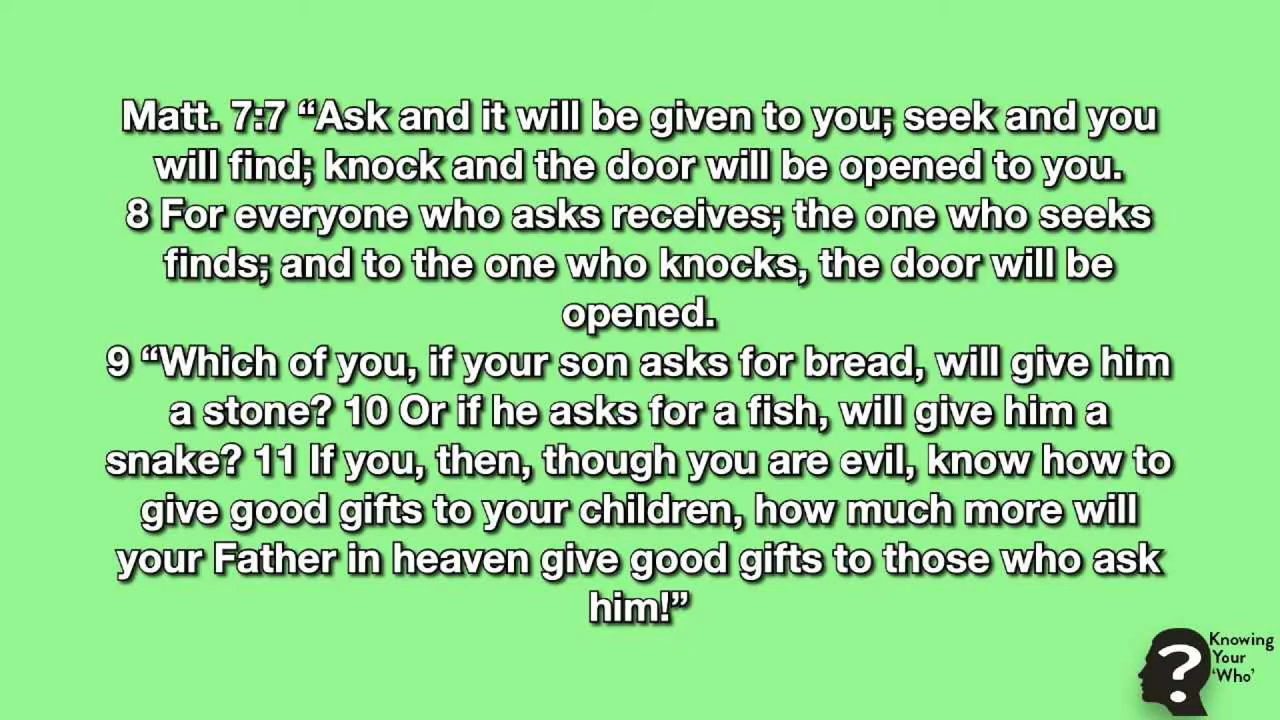 Matt. 7:7 “Ask and it will be given to you; seek and you
will find; knock and the door will be opened to you.
8 For everyone who asks receives; the one who seeks
finds; and to the one who knocks, the door will be
opened.
9 “Which of you, if your son asks for bread, will give him
a stone? 10 Or if he asks for a fish, will give him a
snake? 11 If you, then, though you are evil, know how to
give good gifts to your children, how much more will
your Father in heaven give good gifts to those who ask
him!”
?
Knowing
Your
‘Who’